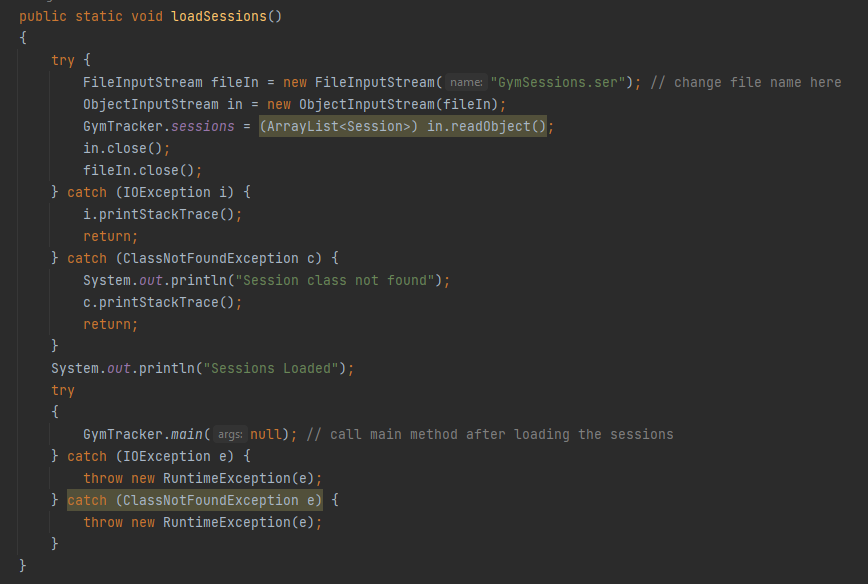 public static void loadSessions()
{
    try {
        FileInputStream fileIn = new FileInputStream( name: "GymSessions.ser"); // change file name here
        ObjectInputStream in = new ObjectInputStream(fileIn);
        GymTracker.sessions = (ArrayList<Session>) in.readObject();
        in.close();
        fileIn.close();
    } catch (IOException i) {
        i.printStackTrace();
        return;
    } catch (ClassNotFoundException c) {
        System.out.println("Session class not found");
        c.printStackTrace();
        return;
    }
    System.out.println("Sessions Loaded");
    try
    {
        GymTracker.main( args: null); // call main method after loading the sessions
    } catch (IOException e) {
        throw new RuntimeException(e);
    } catch (ClassNotFoundException e) {
        throw new RuntimeException(e);
    }
}